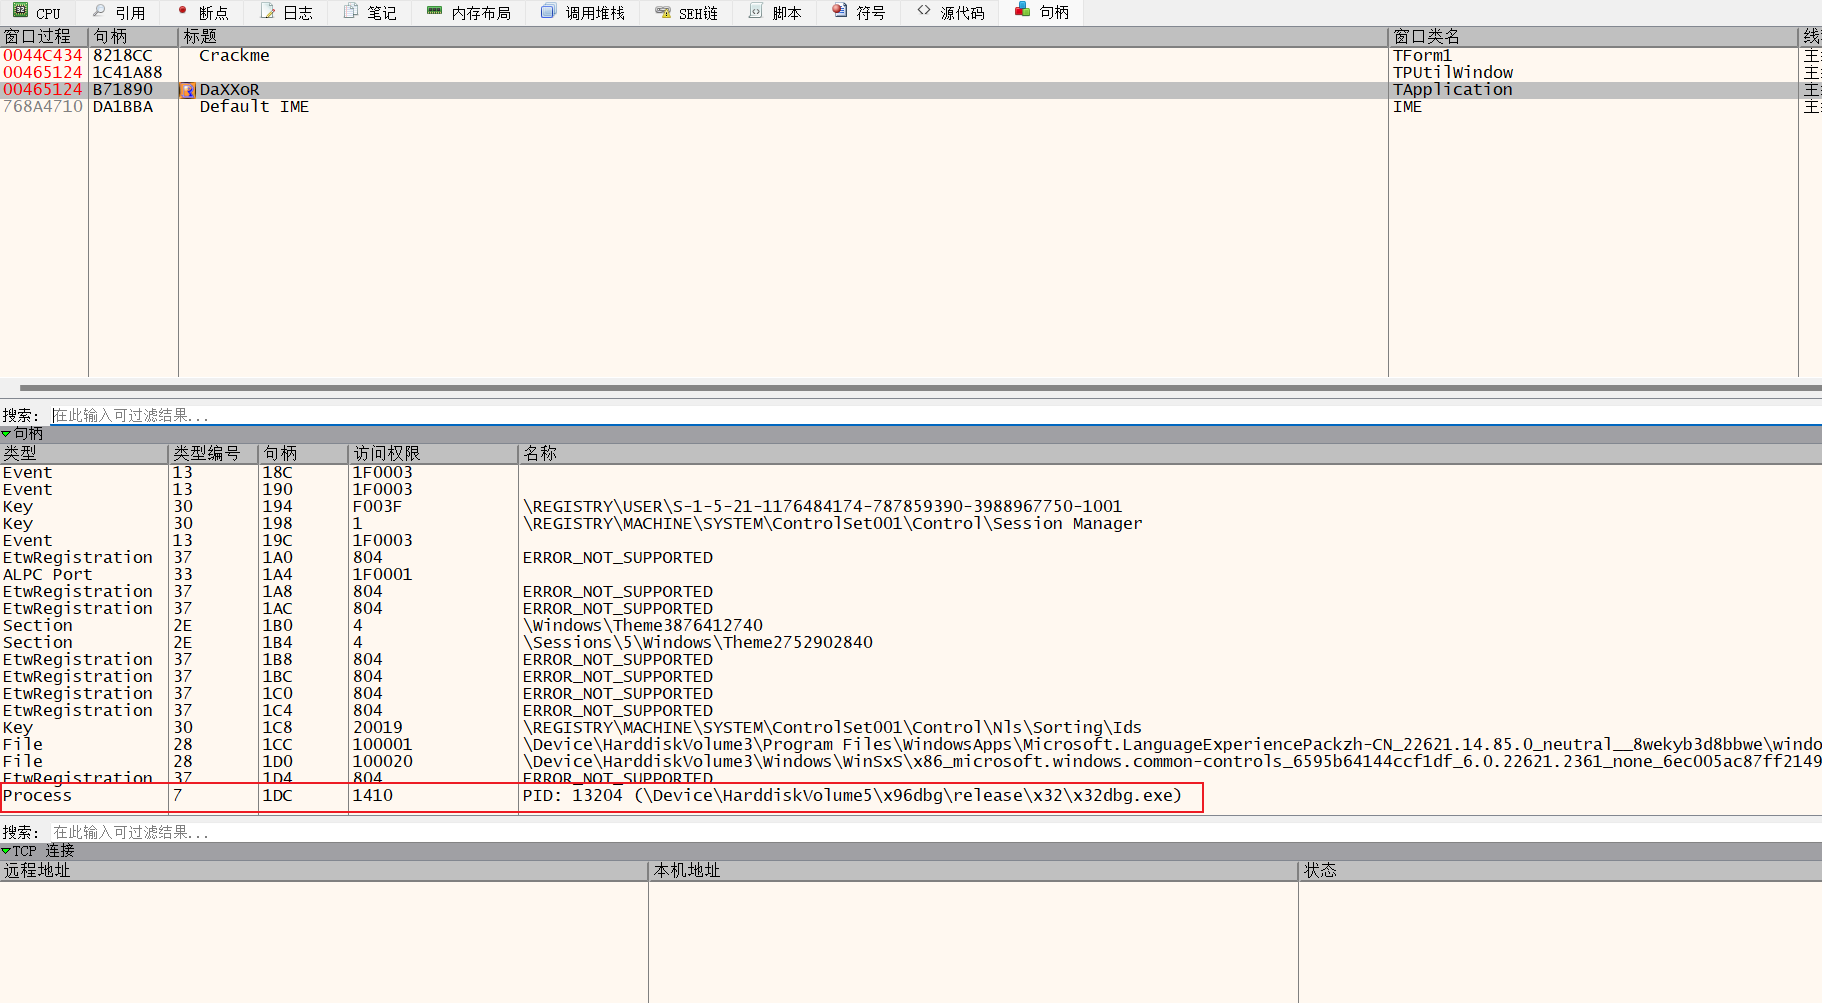 CPU 引用 断点 日志 笔记 内存布局 调用堆栈 SEH链 脚本 符号 源代码 句柄
窗口过程 句柄 标题 窗口类名
0044C434 8218CC Crackme TForm1 主
00465124 1C41A88 TPUtilWindow 主
00465124 B71890 DaXXoR TApplication 主
768A4710 DA1BBA Default IME IME 主
搜索: 在此输入可过滤结果...
句柄
类型 类型编号 句柄 访问权限 名称
Event 13 18C 1F0003
Event 13 190 1F0003
Key 30 194 F003F \REGISTRY\USER\S-1-5-21-1176484174-787859390-3988967750-1001
Key 30 198 1 \REGISTRY\MACHINE\SYSTEM\ControlSet001\Control\Session Manager
Event 13 19C 1F0003
EtwRegistration 37 1A0 804 ERROR_NOT_SUPPORTED
ALPC Port 33 1A4 1F0001
EtwRegistration 37 1A8 804 ERROR_NOT_SUPPORTED
EtwRegistration 37 1AC 804 ERROR_NOT_SUPPORTED
Section 2E 1B0 4 \Windows\Theme3876412740
Section 2E 1B4 4 \Sessions\5\Windows\Theme2752902840
EtwRegistration 37 1B8 804 ERROR_NOT_SUPPORTED
EtwRegistration 37 1BC 804 ERROR_NOT_SUPPORTED
EtwRegistration 37 1C0 804 ERROR_NOT_SUPPORTED
EtwRegistration 37 1C4 804 ERROR_NOT_SUPPORTED
Key 30 1C8 20019 \REGISTRY\MACHINE\SYSTEM\ControlSet001\Control\Nls\Sorting\Ids
File 28 1CC 100001 \Device\HarddiskVolume3\Program Files\WindowsApps\Microsoft.LanguageExperiencePackzh-CN_22621.14.85.0_neutral__8wekyb3d8bbwe\windo
File 28 1D0 100020 \Device\HarddiskVolume3\Windows\WinSxS\x86_microsoft.windows.common-controls_6595b64144ccf1df_6.0.22621.2361_none_6ec005ac87ff2149
EtwRegistration 37 1D4 804 ERROR_NOT_SUPPORTED
Process 7 1DC 1410 PID: 13204 (\Device\HarddiskVolume5\x96dbg\release\x32\x32dbg.exe)
搜索: 在此输入可过滤结果...
TCP 连接
远程地址 本机地址 状态